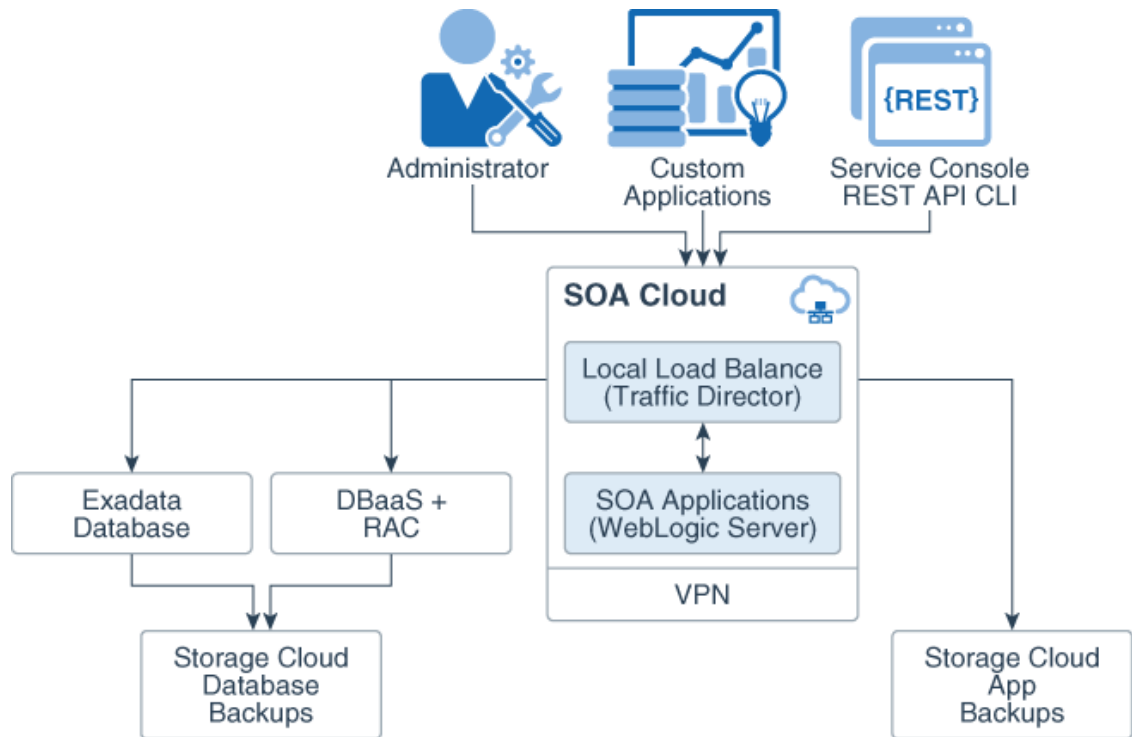 {REST}
Administrator
Custom
Applications
Service Console
REST API CLI
SOA Cloud
Local Load Balance
(Traffic Director)
Exadata
Database
DBaaS +
RAC
SOA Applications
(WebLogic Server)
VPN
Storage Cloud
Database
Backups
Storage Cloud
App
Backups